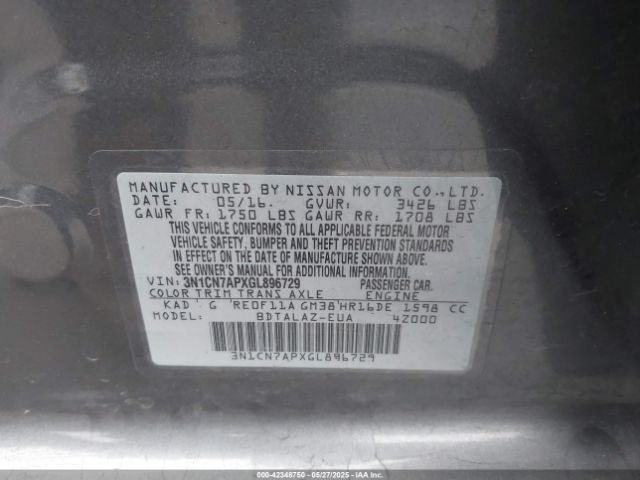 MANUFACTURED BY NISSAN MOTOR CO.,LTD.
DATE: 05/16. GVWR: 3426 LBS
GAWR FR: 1750 LBS GAWR RR: 1708 LBS
THIS VEHICLE CONFORMS TO ALL APPLICABLE FEDERAL MOTOR
VEHICLE SAFETY, BUMPER AND THEFT PREVENTION STANDARDS
IN EFFECT ON THE DATE OF MANUFACTURE SHOWN ABOVE.
SEE OWNER'S MANUAL FOR ADDITIONAL INFORMATION.
VIN: 3N1CN7APXGL896729 PASSENGER CAR.
COLOR TRIM TRANS AXLE ENGINE
KAD G RE0F11A GM38 HR16DE 1598 CC
MODEL: BDTALAZ-EUA 4Z000
3N1CN7APXGL896729
000-42348750 - 05/27/2025 - IAAI.COM